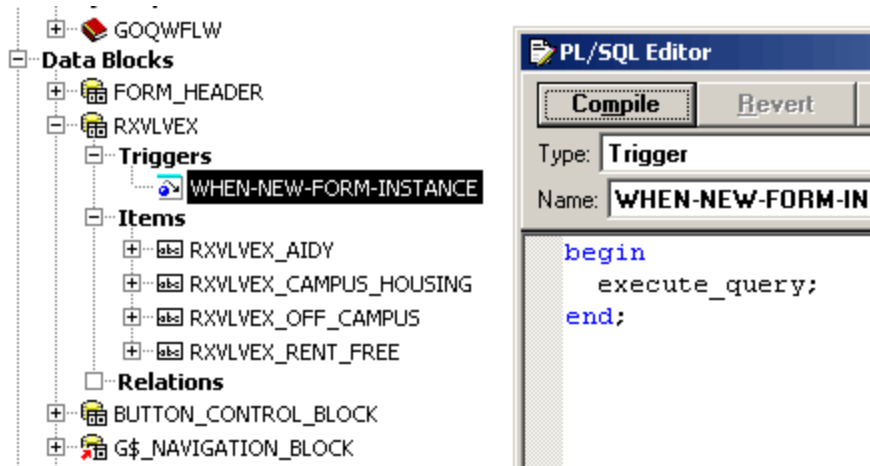 GOQWFLW
Data Blocks
FORM_HEADER
RXVLVEX
Triggers
WHEN-NEW-FORM-INSTANCE
Items
RXVLVEX_AIDY
RXVLVEX_CAMPUS_HOUSING
RXVLVEX_OFF_CAMPUS
RXVLVEX_RENT_FREE
Relations
BUTTON_CONTROL_BLOCK
G$_NAVIGATION_BLOCK
PL/SQL Editor
Compile Revert
Type: Trigger
Name: WHEN-NEW-FORM-IN
begin
execute_query;
end;